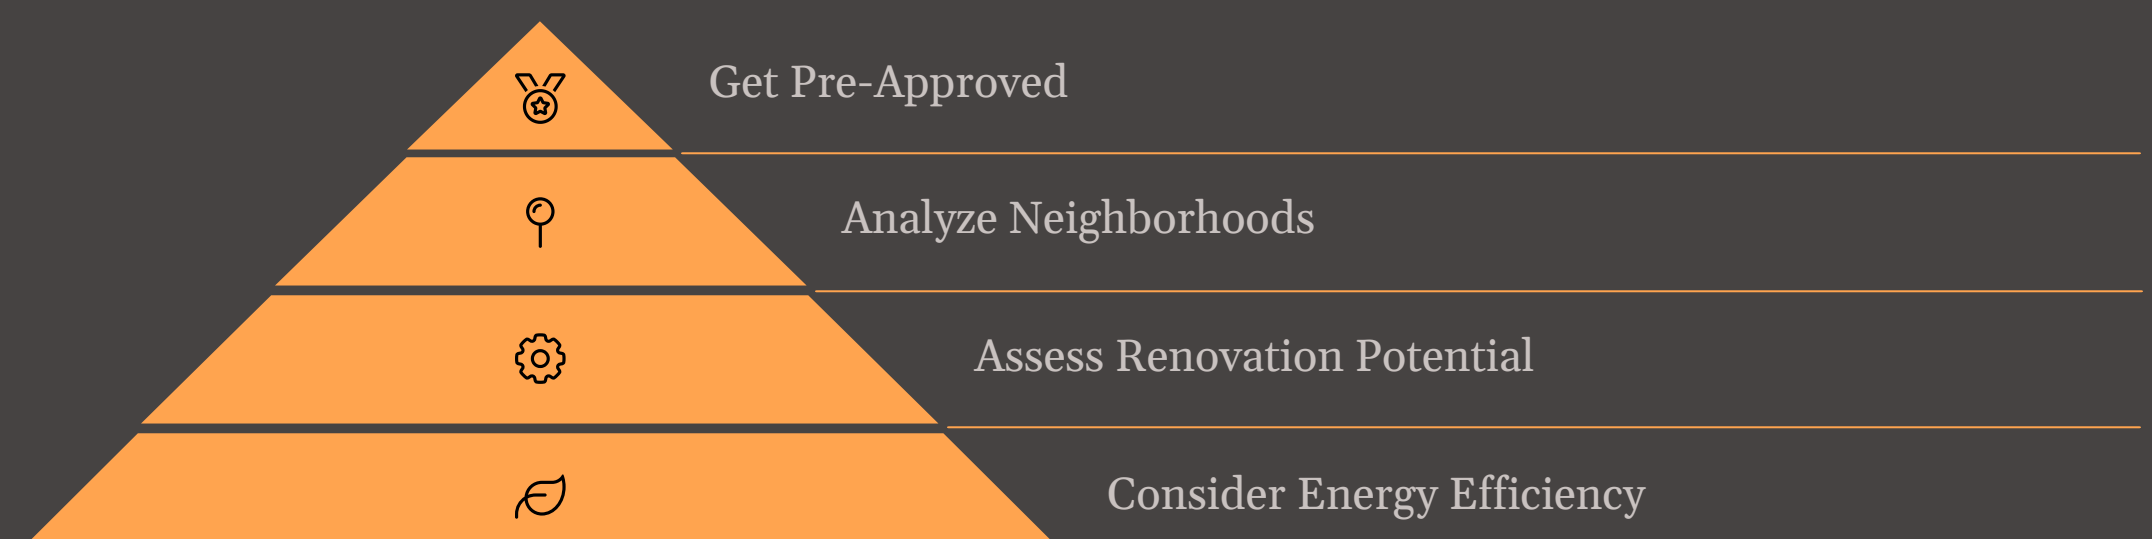 Get Pre-Approved
Analyze Neighborhoods
Assess Renovation Potential
Consider Energy Efficiency